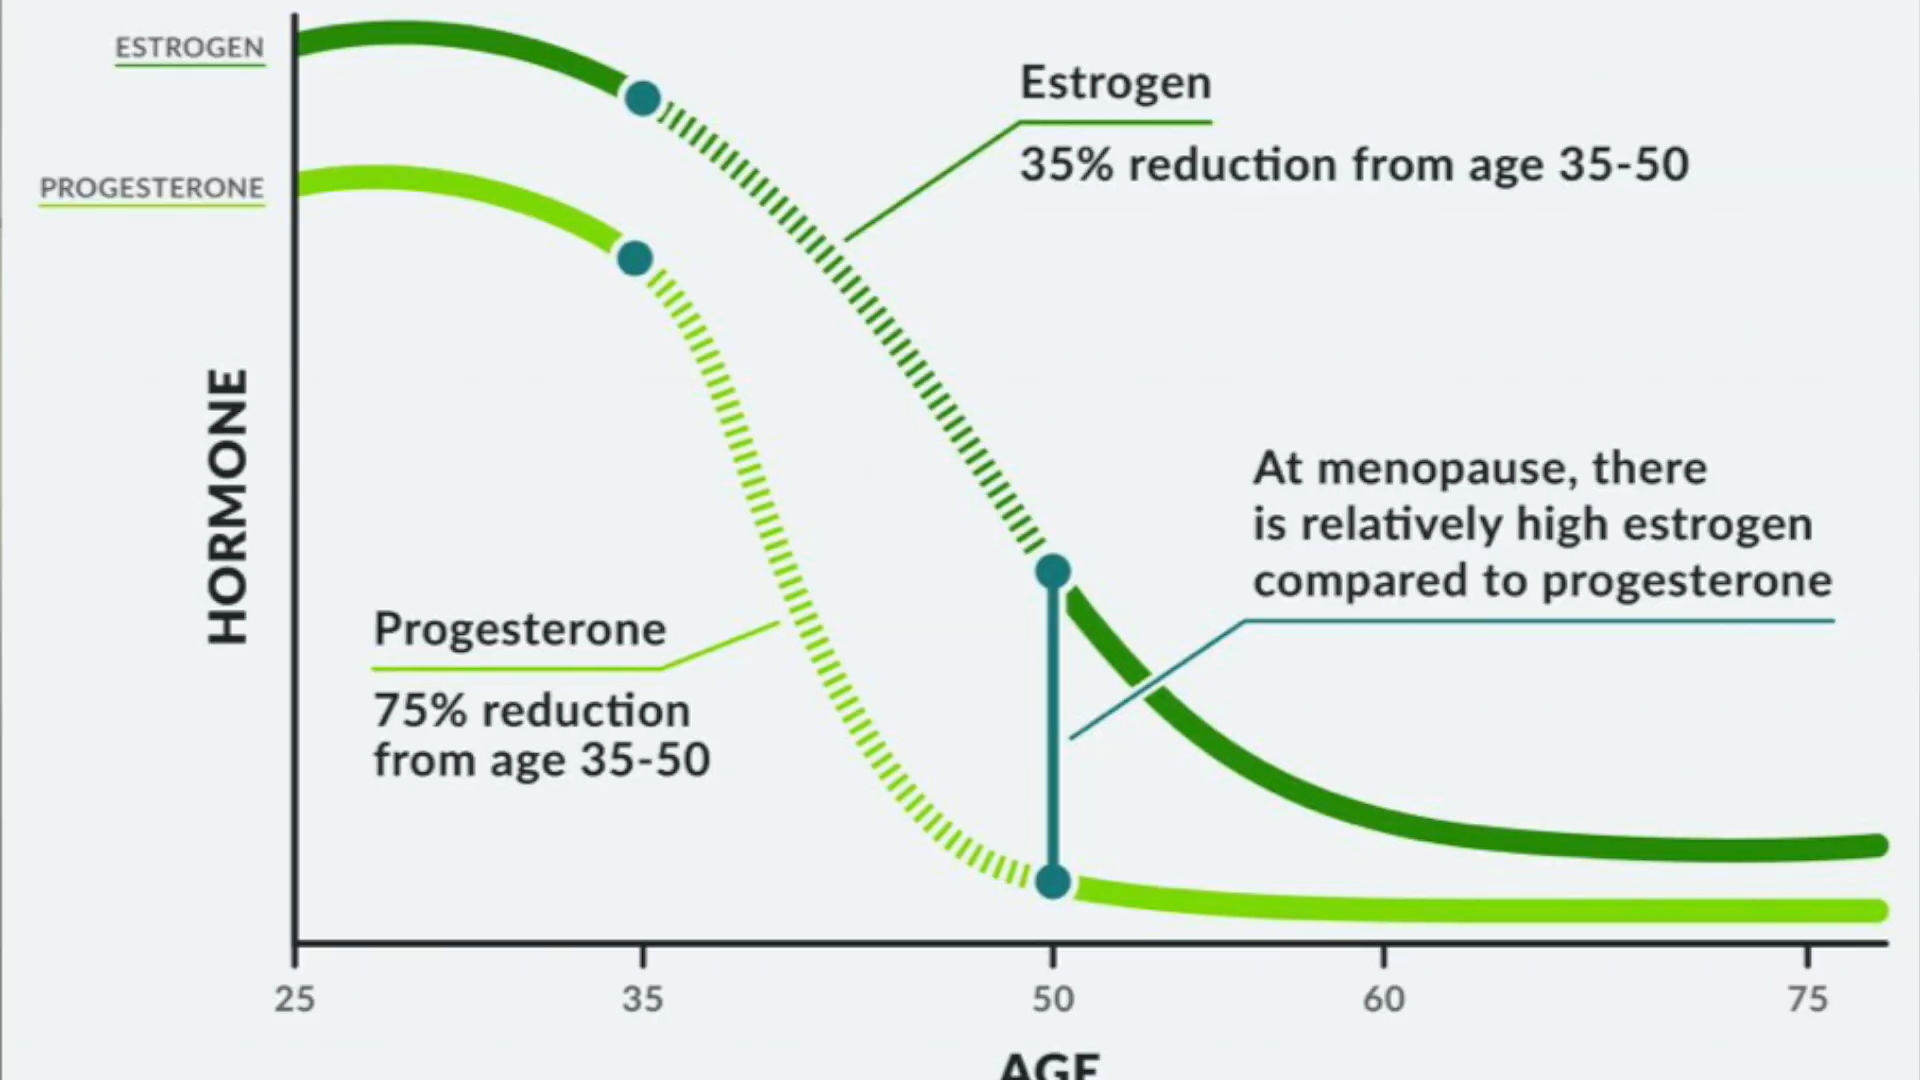 ESTROGEN
PROGESTERONE
Estrogen
35% reduction from age 35-50
At menopause, there
is relatively high estrogen
compared to progesterone
HORMONE
Progesterone
75% reduction
from age 35-50
25 35 50 60 75
AGE